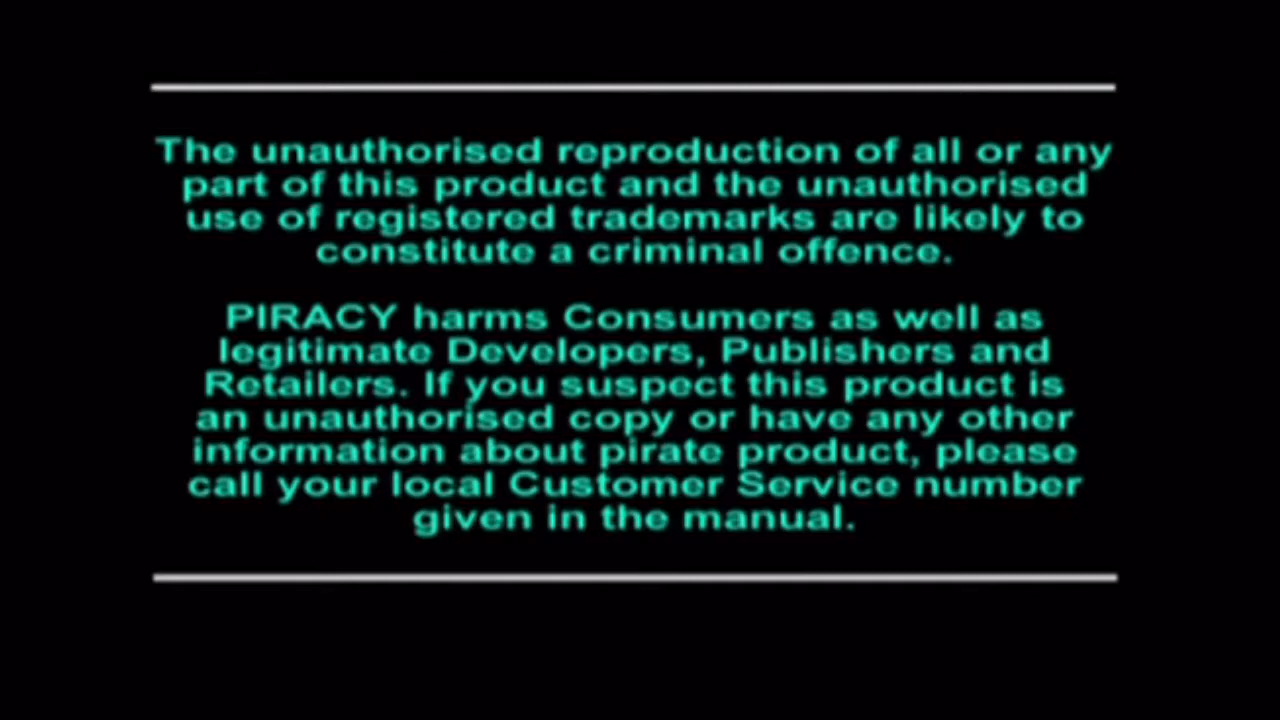 The unauthorised reproduction of all or any
part of this product and the unauthorised
use of registered trademarks are likely to
constitute a criminal offence.
PIRACY harms Consumers as well as
legitimate Developers, Publishers and
Retailers. If you suspect this product is
an unauthorised copy or have any other
information about pirate product, please
call your local Customer Service number
given in the manual.